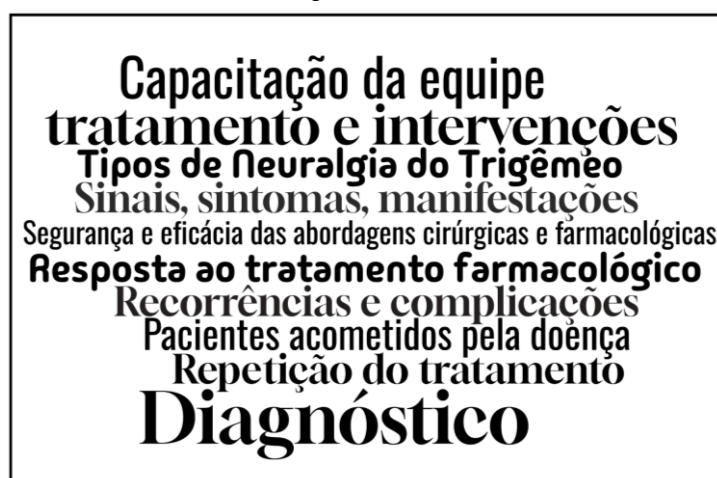 Capacitação da equipe
tratamento e intervenções
Tipos de Neuralgia do Trigêmeo
Sinais, sintomas, manifestações
Segurança e eficácia das abordagens cirúrgicas e farmacológicas
Resposta ao tratamento farmacológico
Recorrências e complicações
Pacientes acometidos pela doença
Repetição do tratamento
Diagnóstico